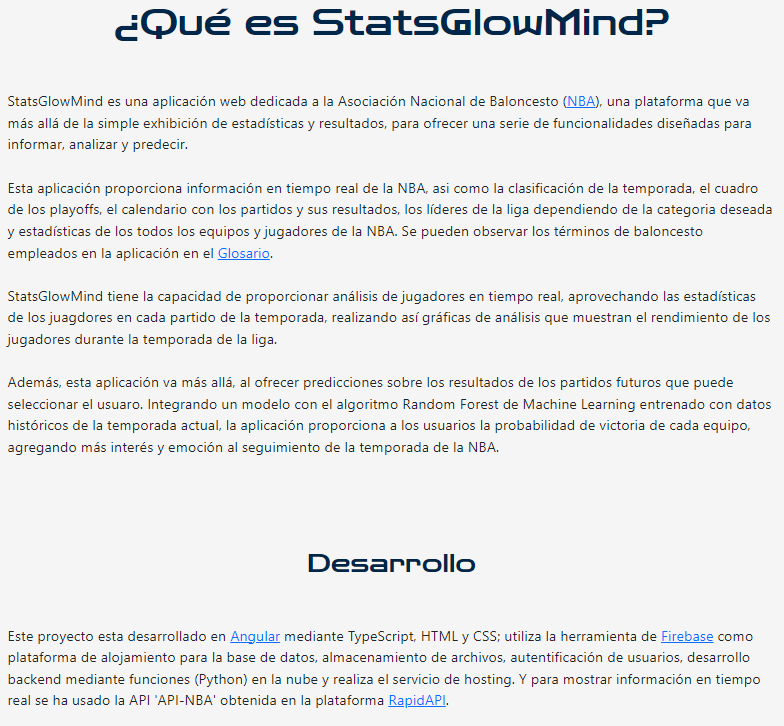 ¿Qué es StatsGlowMind?
StatsGlowMind es una aplicación web dedicada a la Asociación Nacional de Baloncesto (NBA), una plataforma que va
más allá de la simple exhibición de estadísticas y resultados, para ofrecer una serie de funcionalidades diseñadas para
informar, analizar y predecir.
Esta aplicación proporciona información en tiempo real de la NBA, asi como la clasificación de la temporada, el cuadro
de los playoffs, el calendario con los partidos y sus resultados, los líderes de la liga dependiendo de la categoria deseada
y estadísticas de los todos los equipos y jugadores de la NBA. Se pueden observar los términos de baloncesto
empleados en la aplicación en el Glosario.
StatsGlowMind tiene la capacidad de proporcionar análisis de jugadores en tiempo real, aprovechando las estadísticas
de los juagdores en cada partido de la temporada, realizando así gráficas de análisis que muestran el rendimiento de los
jugadores durante la temporada de la liga.
Además, esta aplicación va más allá, al ofrecer predicciones sobre los resultados de los partidos futuros que puede
seleccionar el usuaro. Integrando un modelo con el algoritmo Random Forest de Machine Learning entrenado con datos
históricos de la temporada actual, la aplicación proporciona a los usuarios la probabilidad de victoria de cada equipo,
agregando más interés y emoción al seguimiento de la temporada de la NBA.
Desarrollo
Este proyecto esta desarrollado en Angular mediante TypeScript, HTML y CSS; utiliza la herramienta de Firebase como
plataforma de alojamiento para la base de datos, almacenamiento de archivos, autentificación de usuarios, desarrollo
backend mediante funciones (Python) en la nube y realiza el servicio de hosting. Y para mostrar información en tiempo
real se ha usado la API 'API-NBA' obtenida en la plataforma RapidAPI.